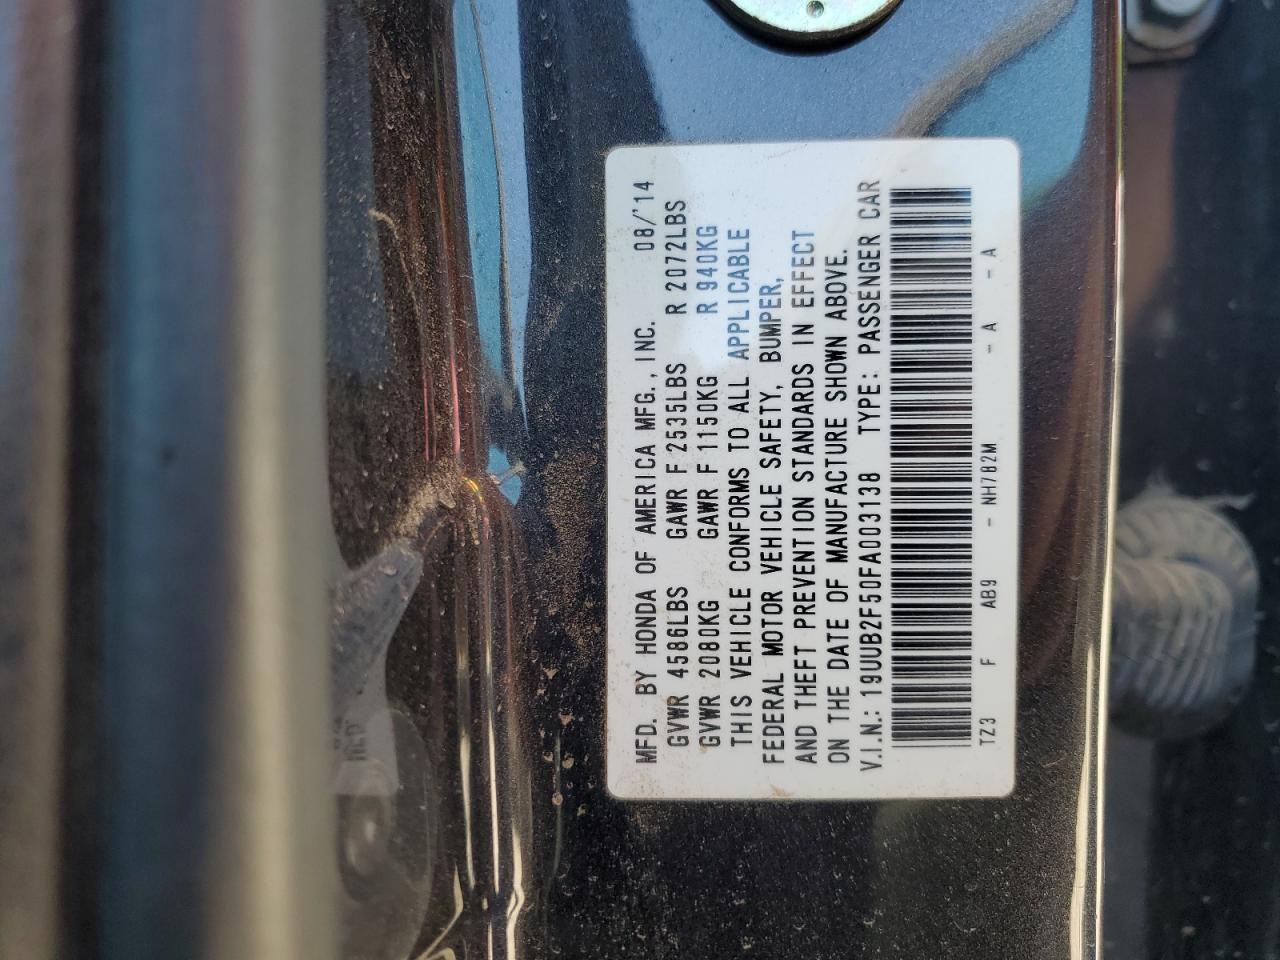 MFD. BY HONDA OF AMERICA MFG., INC. 08/'14
GVWR 4586LBS GAWR F 2535LBS R 2072LBS
GVWR 2080KG GAWR F 1150KG R 940KG
THIS VEHICLE CONFORMS TO ALL APPLICABLE
FEDERAL MOTOR VEHICLE SAFETY, BUMPER,
AND THEFT PREVENTION STANDARDS IN EFFECT
ON THE DATE OF MANUFACTURE SHOWN ABOVE.
V.I.N.: 19UUB2F50FA003138 TYPE: PASSENGER CAR
TZ3 F AB9 - NH782M - A - A